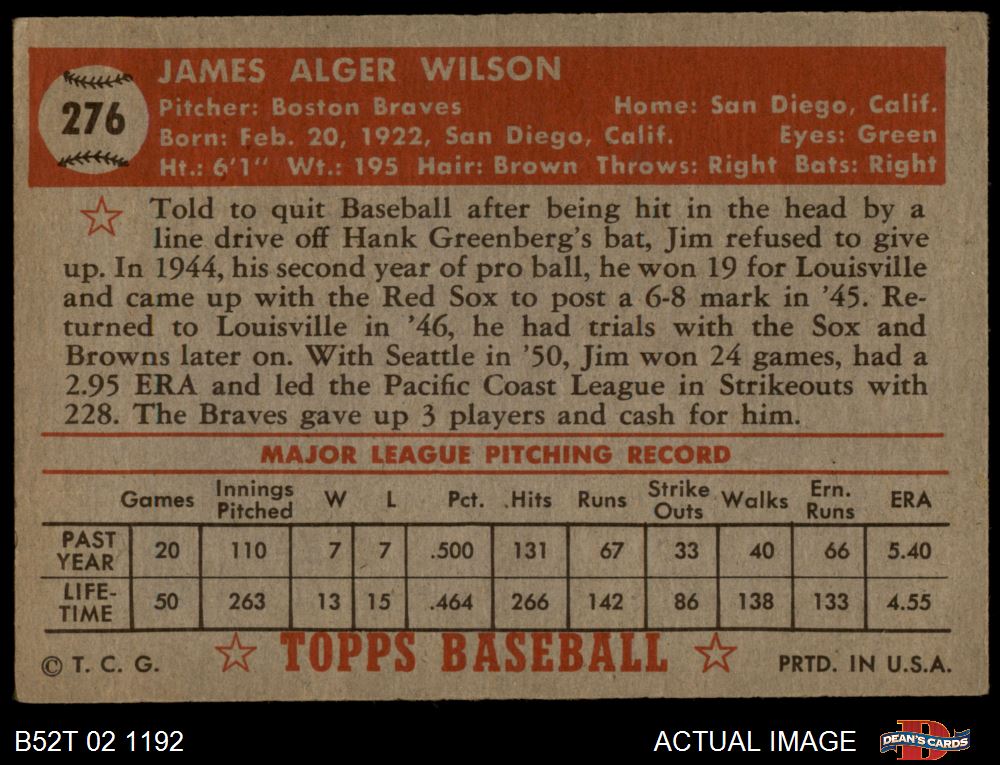 276
JAMES ALGER WILSON
Pitcher: Boston Braves Home: San Diego, Calif.
Born: Feb. 20, 1922, San Diego, Calif. Eyes: Green
Ht.: 6'1" Wt.: 195 Hair: Brown Throws: Right Bats: Right
Told to quit Baseball after being hit in the head by a
line drive off Hank Greenberg's bat, Jim refused to give
up. In 1944, his second year of pro ball, he won 19 for Louisville
and came up with the Red Sox to post a 6-8 mark in '45. Re-
turned to Louisville in '46, he had trials with the Sox and
Browns later on. With Seattle in '50, Jim won 24 games, had a
2.95 ERA and led the Pacific Coast League in Strikeouts with
228. The Braves gave up 3 players and cash for him.
MAJOR LEAGUE PITCHING RECORD
Games Innings Pitched W L Pct. Hits Runs Strike Outs Walks Ern. Runs ERA
PAST YEAR 20 110 7 7 .500 131 67 33 40 66 5.40
LIFE-TIME 50 263 13 15 .464 266 142 86 138 133 4.55
© T. C. G. TOPPS BASEBALL PRTD. IN U.S.A.
B52T 02 1192 ACTUAL IMAGE DEAN'S CARDS